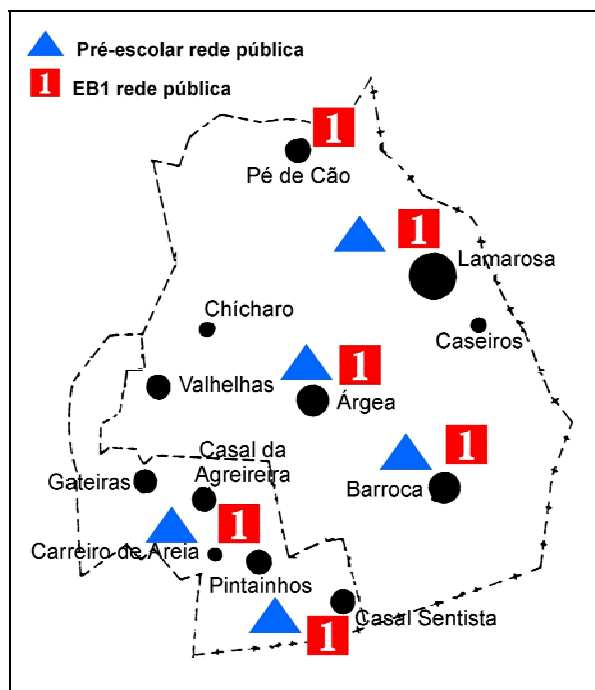 Pré-escolar rede pública
1 EB1 rede pública
1
Pé de Cão
1
Lamarosa
Chícharo
Caseiros
1
Valhelhas
Árgea
Casal da
Agreireira
1
Gateiras
Barroca
1
Carreiro de Areia
Pintainhos
Casal Sentista
1